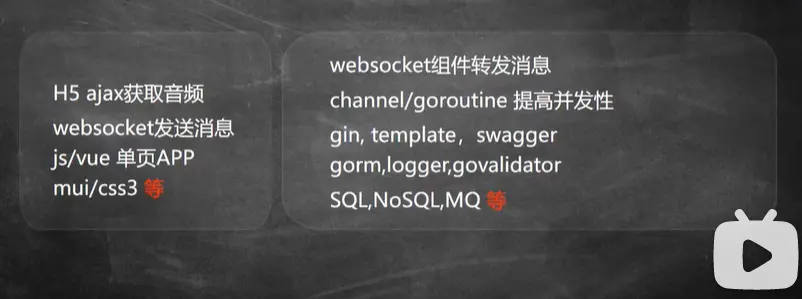 H5 ajax获取音频
websocket发送消息
js/vue 单页APP
mui/css3 等
websocket组件转发消息
channel/goroutine 提高并发性
gin, template，swagger
gorm,logger,govalidator
SQL,NoSQL,MQ 等